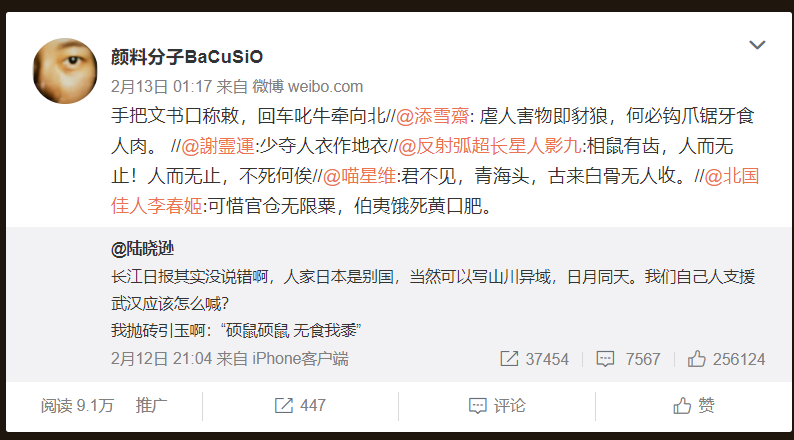 颜料分子BaCuSiO
2月13日 01:17 来自 微博 weibo.com
手把文书口称敕，回车叱牛牵向北//@添雪齋: 虐人害物即豺狼，何必钩爪锯牙食
人肉。 //@謝霊運:少夺人衣作地衣//@反射弧超长星人影九:相鼠有齿，人而无
止！人而无止，不死何俟//@喵星维:君不见，青海头，古来白骨无人收。//@北国
佳人李春姬:可惜官仓无限粟，伯夷饿死黄口肥。
@陆晓逊
长江日报其实没说错啊，人家日本是别国，当然可以写山川异域，日月同天。我们自己人支援
武汉应该怎么喊？
我抛砖引玉啊：“硕鼠硕鼠 无食我黍”
2月12日 21:04 来自 iPhone客户端 37454 7567 256124
阅读 9.1万 推广 447 评论 赞